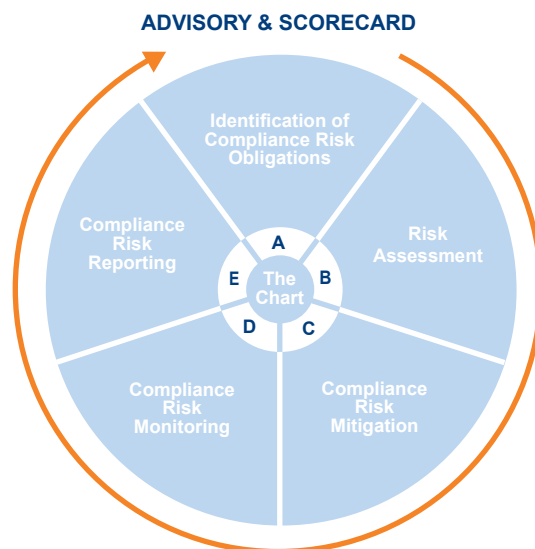 ADVISORY & SCORECARD
Identification of
Compliance Risk
Obligations
A
Risk
Assessment
B
Compliance
Risk
Mitigation
C
Compliance
Risk
Monitoring
D
Compliance
Risk
Reporting
E
The
Chart